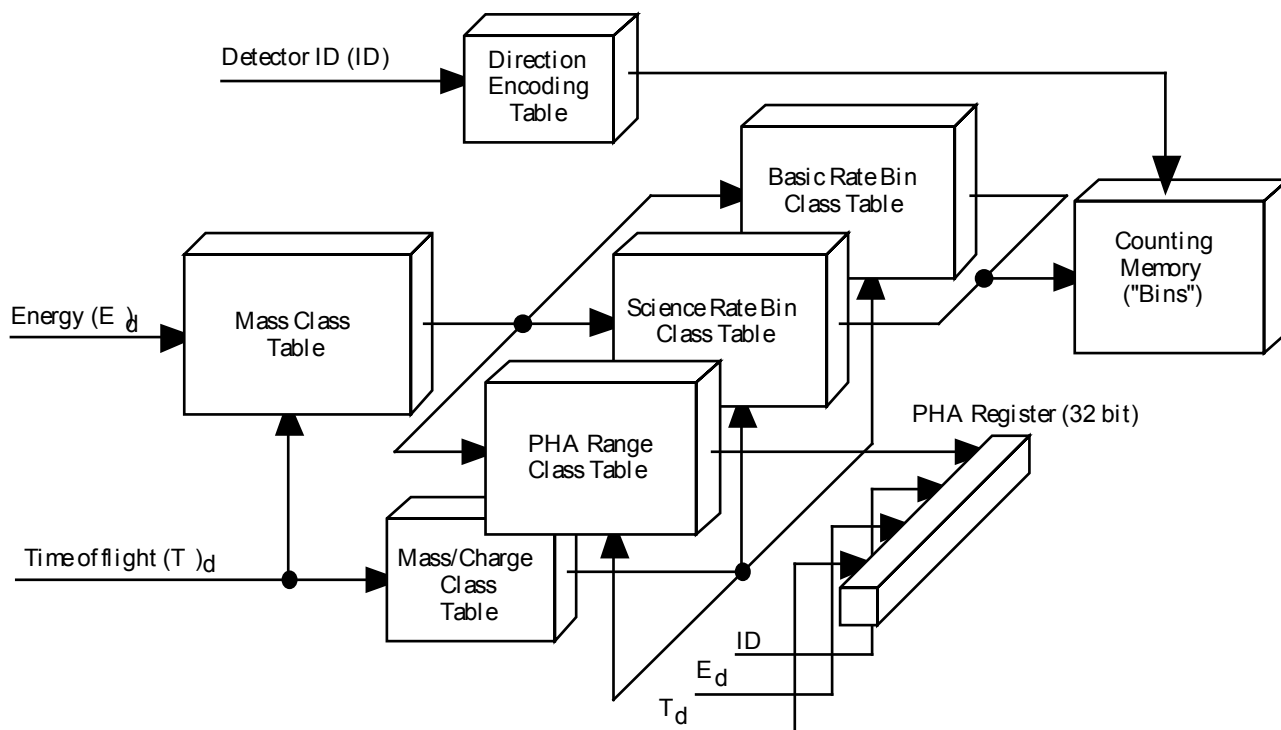 Detector ID (ID)
Direction
Encoding
Table
Basic Rate Bin
Class Table
Counting
Memory
("Bins")
Energy (E )d
Mass Class
Table
Science Rate Bin
Class Table
PHA Register (32 bit)
PHA Range
Class Table
Time of flight (T )d
Mass/Charge
Class
Table
ID
Ed
Td